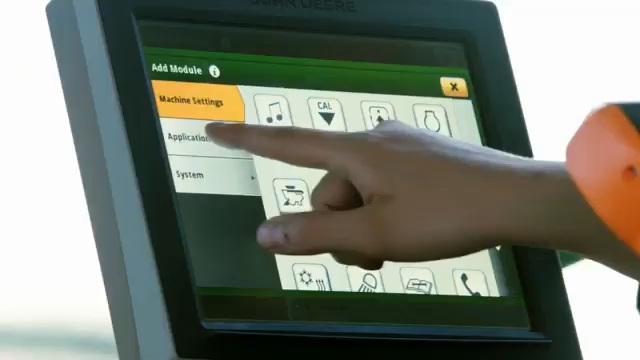 JOHN DEERE
Add Module
Machine Settings
CAL
Application
System